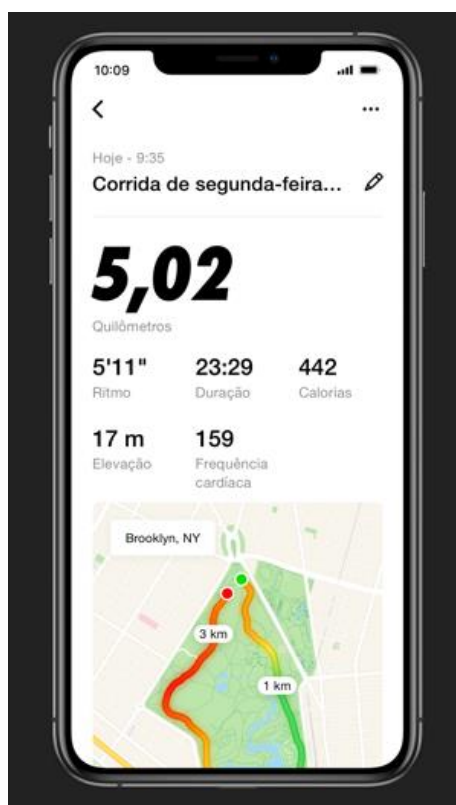 10:09
Hoje - 9:35
Corrida de segunda-feira...
5,02
Quilômetros
5'11" 23:29 442
Ritmo Duração Calorias
17 m 159
Elevação Frequência
cardíaca
Brooklyn, NY
3 km
1 km